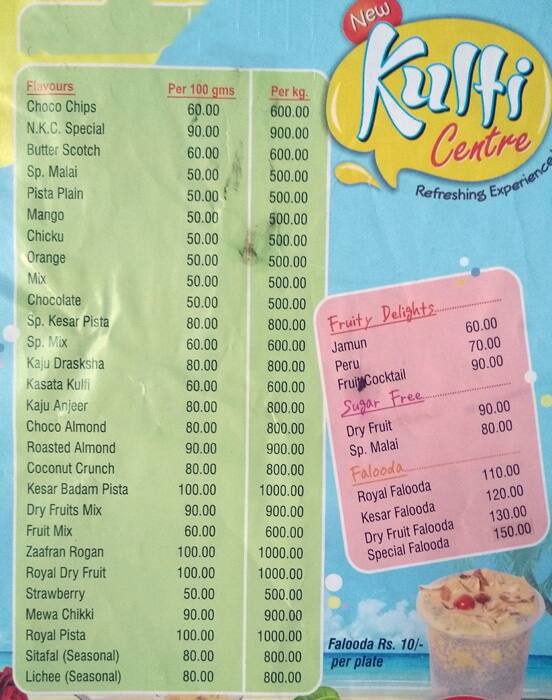 New
Kulfi
Centre
Refreshing Experience
Flavours Per 100 gms Per kg.
Choco Chips 60.00 600.00
N.K.C. Special 90.00 900.00
Butter Scotch 60.00 600.00
Sp. Malai 50.00 500.00
Pista Plain 50.00 500.00
Mango 50.00 500.00
Chicku 50.00 500.00
Orange 50.00 500.00
Mix 50.00 500.00
Chocolate 50.00 500.00
Sp. Kesar Pista 80.00 800.00
Sp. Mix 60.00 600.00
Kaju Drasksha 80.00 800.00
Kasata Kulfi 60.00 600.00
Kaju Anjeer 80.00 800.00
Choco Almond 80.00 800.00
Roasted Almond 90.00 900.00
Coconut Crunch 80.00 800.00
Kesar Badam Pista 100.00 1000.00
Dry Fruits Mix 90.00 900.00
Fruit Mix 60.00 600.00
Zaafran Rogan 100.00 1000.00
Royal Dry Fruit 100.00 1000.00
Strawberry 50.00 500.00
Mewa Chikki 90.00 900.00
Royal Pista 100.00 1000.00
Sitafal (Seasonal) 80.00 800.00
Lichee (Seasonal) 80.00 800.00
Fruity Delights
Jamun 60.00
Peru 70.00
Fruit Cocktail 90.00
Sugar Free
Dry Fruit 90.00
Sp. Malai 80.00
Falooda
Royal Falooda 110.00
Kesar Falooda 120.00
Dry Fruit Falooda 130.00
Special Falooda 150.00
Falooda Rs. 10/-
per plate